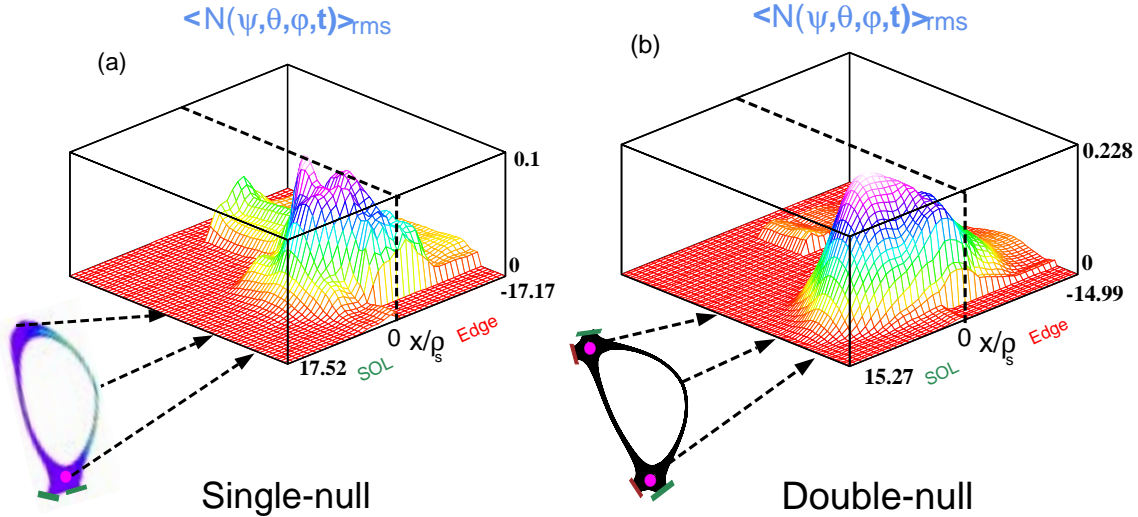 <N(ψ,θ,φ,t)>rms
(a)
0.1
0
-17.17
0 x/ρs Edge
17.52 SOL
Single-null
<N(ψ,θ,φ,t)>rms
(b)
0.228
0
-14.99
0 x/ρs Edge
15.27 SOL
Double-null